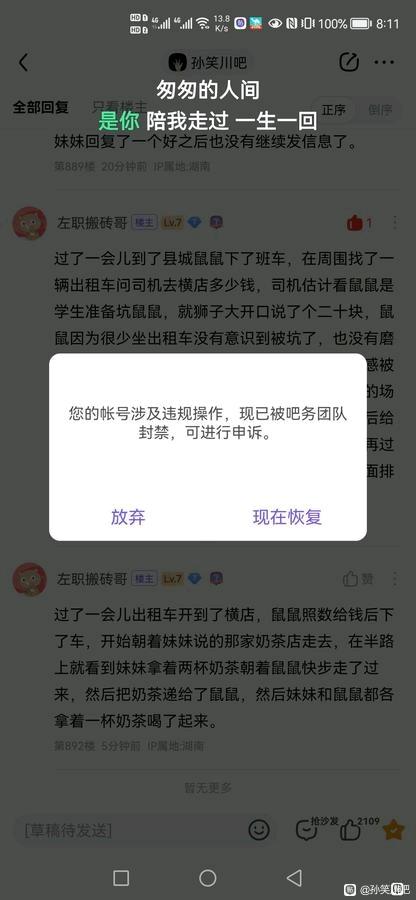 HD 1 HD 2 4G 4G 13.8 K/s N 100% 8:11
孙笑川吧
匆匆的人间
全部回复 只看楼主 正序 倒序
是你 陪我走过 一生一回
妹妹回复了一个好之后也没有继续发信息了。
第889楼 20分钟前 IP属地:湖南
左职搬砖哥 楼主 Lv.7 1
过了一会儿到了县城鼠鼠下了班车，在周围找了一
辆出租车问司机去横店多少钱，司机估计看鼠鼠是
学生准备坑鼠鼠，就狮子大开口说了个二十块，鼠
鼠因为很少坐出租车没有意识到被坑了，也没有磨
感被
的场
您的帐号涉及违规操作，现已被吧务团队
封禁，可进行申诉。
后给
再过
面排
放弃 现在恢复
左职搬砖哥 楼主 Lv.7 赞
过了一会儿出租车开到了横店，鼠鼠照数给钱后下
了车，开始朝着妹妹说的那家奶茶店走去，在半路
上就看到妹妹拿着两杯奶茶朝着鼠鼠快步走了过
来，然后把奶茶递给了鼠鼠，然后妹妹和鼠鼠都各
拿着一杯奶茶喝了起来。
第892楼 5分钟前 IP属地:湖南
暂无更多
[草稿待发送] 抢沙发 2109
@孙笑川吧